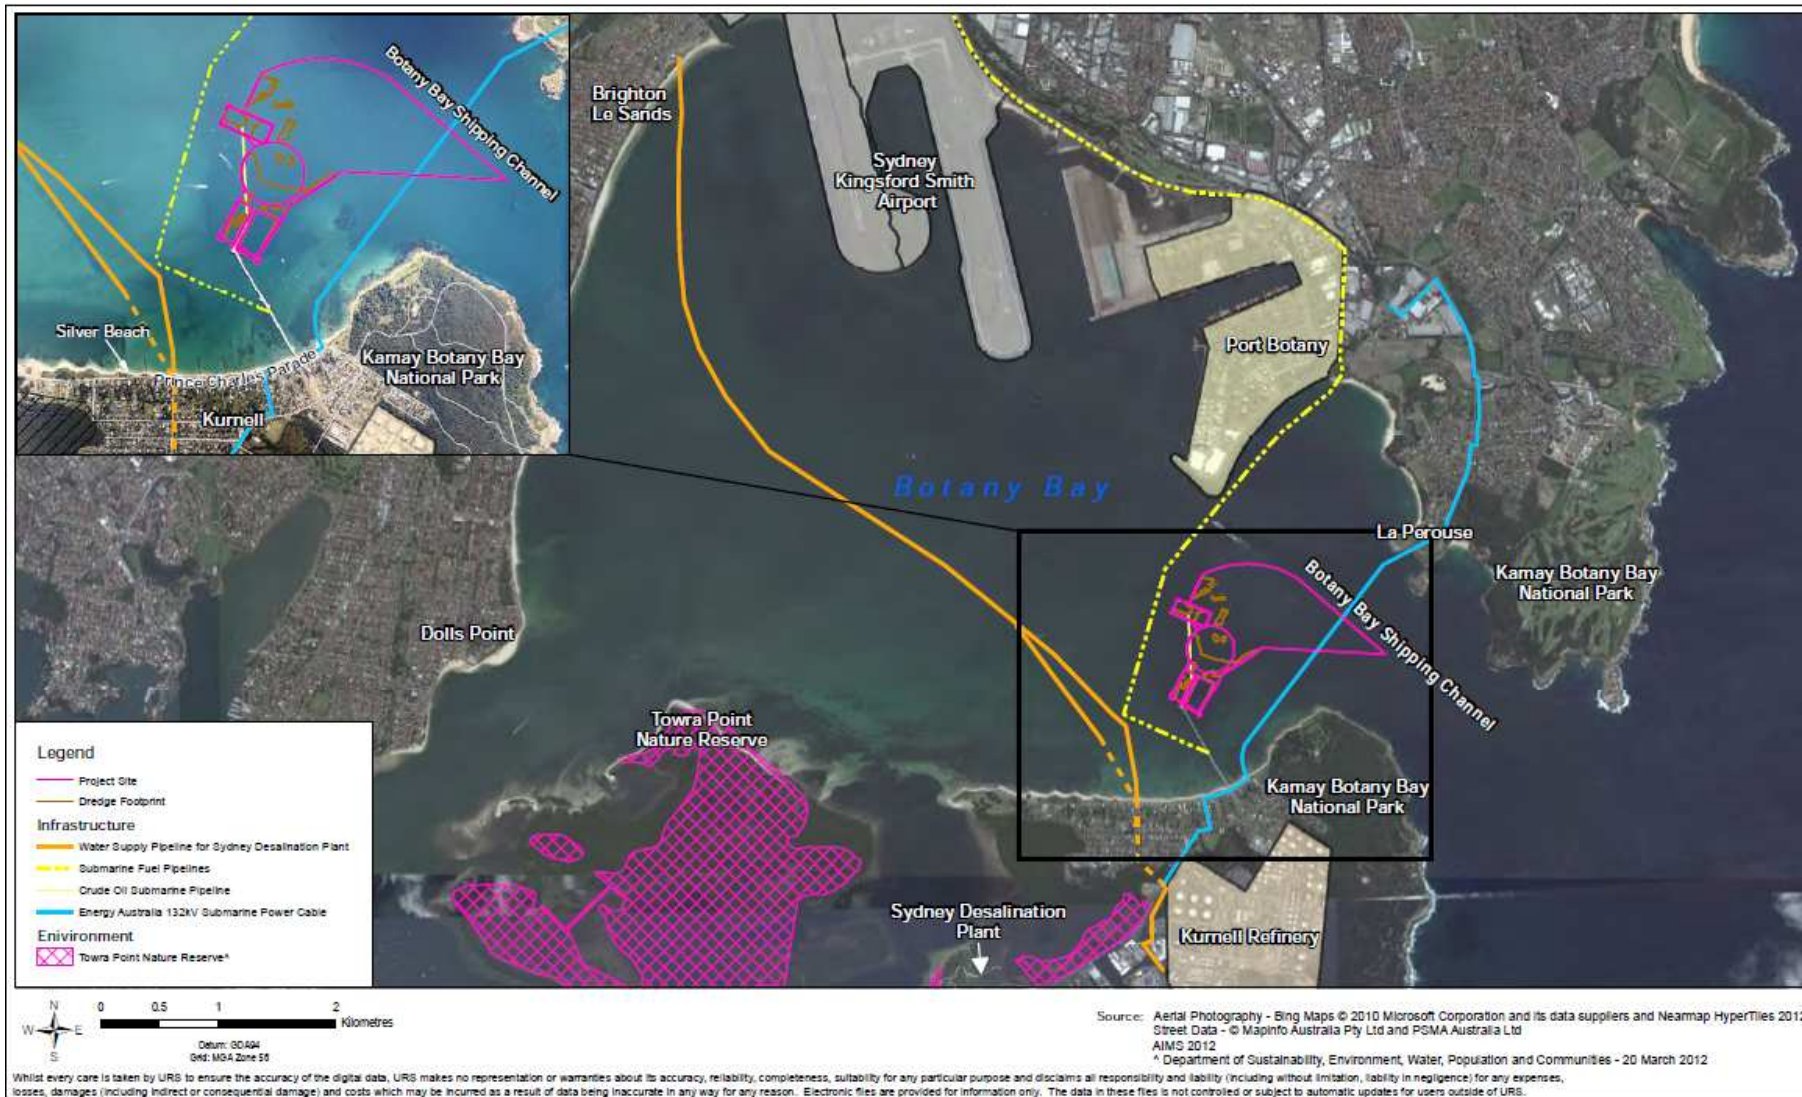 Botany Bay Shipping Channel
Silver Beach
Prince Charles Parade
Kurnell
Kamay Botany Bay
National Park
Brighton
Le Sands
Sydney
Kingsford Smith
Airport
Port Botany
Botany Bay
La Perouse
Kamay Botany Bay
National Park
Botany Bay Shipping Channel
Dolls Point
Towra Point
Nature Reserve
Kamay Botany Bay
National Park
Sydney Desalination
Plant
Kurnell Refinery
Legend
Project Site
Dredge Footprint
Infrastructure
Water Supply Pipeline for Sydney Desalination Plant
Submarine Fuel Pipelines
Crude Oil Submarine Pipeline
Energy Australia 132kV Submarine Power Cable
Enivironment
Towra Point Nature Reserve^
N
W E
S
0 0.5 1 2
Kilometres
Datum: GDA94
Grid: MGA Zone 56
Source: Aerial Photography - Bing Maps © 2010 Microsoft Corporation and its data suppliers and Nearmap HyperTiles 2012
Street Data - © MapInfo Australia Pty Ltd and PSMA Australia Ltd
AIMS 2012
^ Department of Sustainability, Environment, Water, Population and Communities - 20 March 2012
Whilst every care is taken by URS to ensure the accuracy of the digital data, URS makes no representation or warranties about its accuracy, reliability, completeness, suitability for any particular purpose and disclaims all responsibility and liability (including without limitation, liability in negligence) for any expenses,
losses, damages (including indirect or consequential damage) and costs which may be incurred as a result of data being inaccurate in any way for any reason. Electronic files are provided for information only. The data in these files is not controlled or subject to automatic updates for users outside of URS.